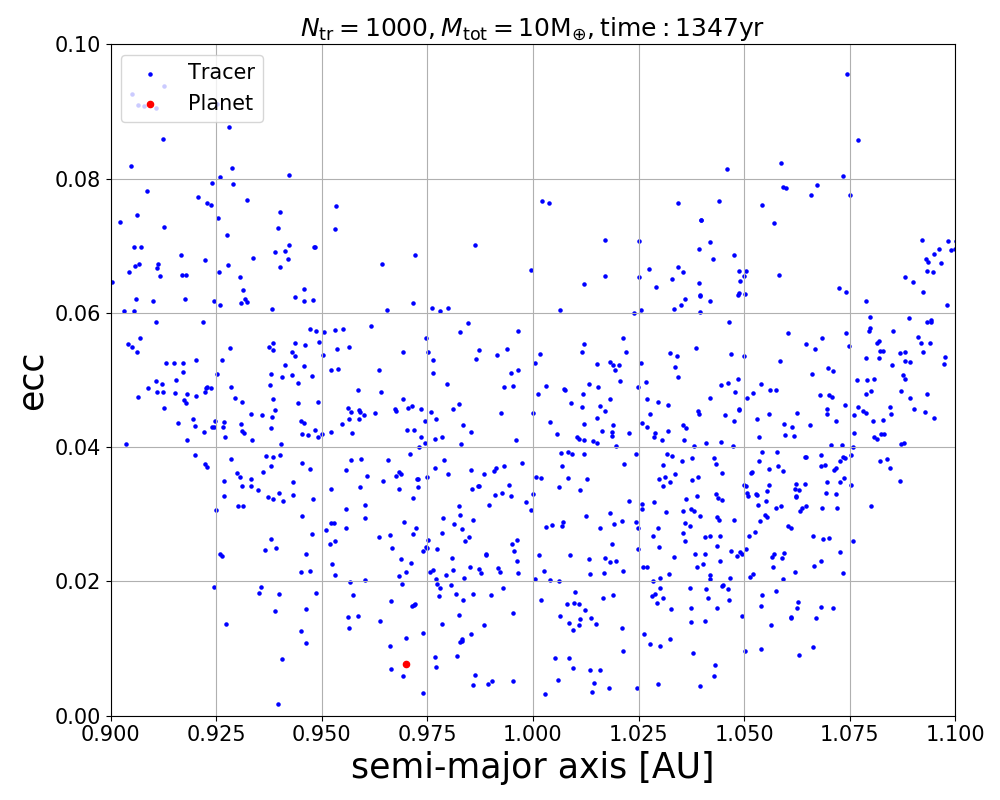 N_tr = 1000, M_tot = 10M_⊕, time : 1347yr
Tracer
Planet
0.10
0.08
0.06
0.04
0.02
0.00
ecc
0.900 0.925 0.950 0.975 1.000 1.025 1.050 1.075 1.100
semi-major axis [AU]